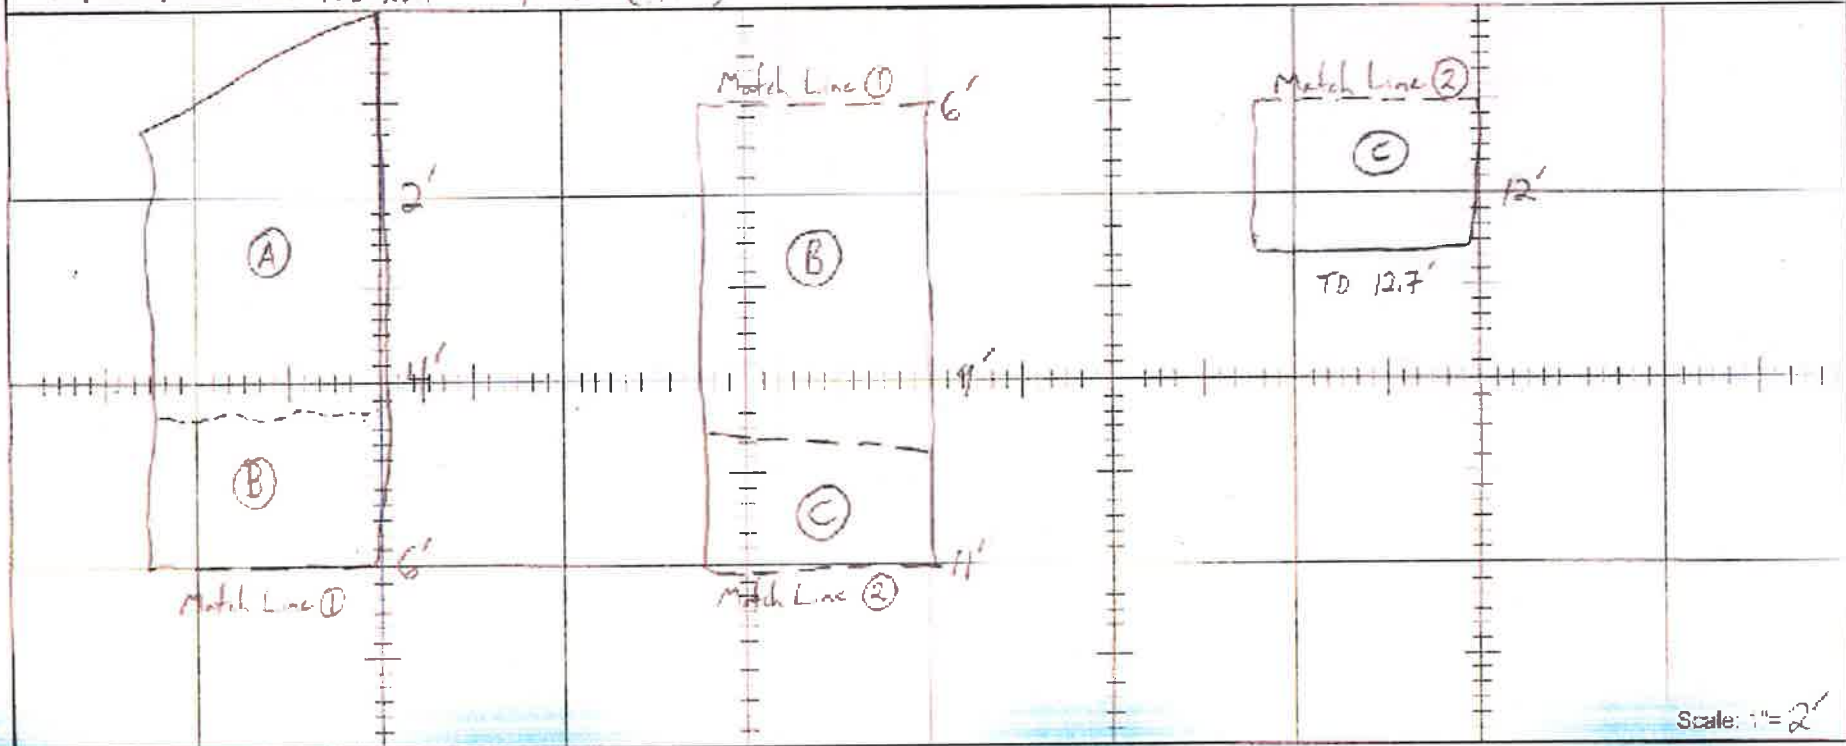 Match Line ①
6'
Match Line ②
Ⓒ
2'
12'
Ⓐ
Ⓑ
TD 12.7'
4'
9'
Ⓑ
Ⓒ
6'
11'
Match Line ①
Match Line ②
Scale: 1"= 2'